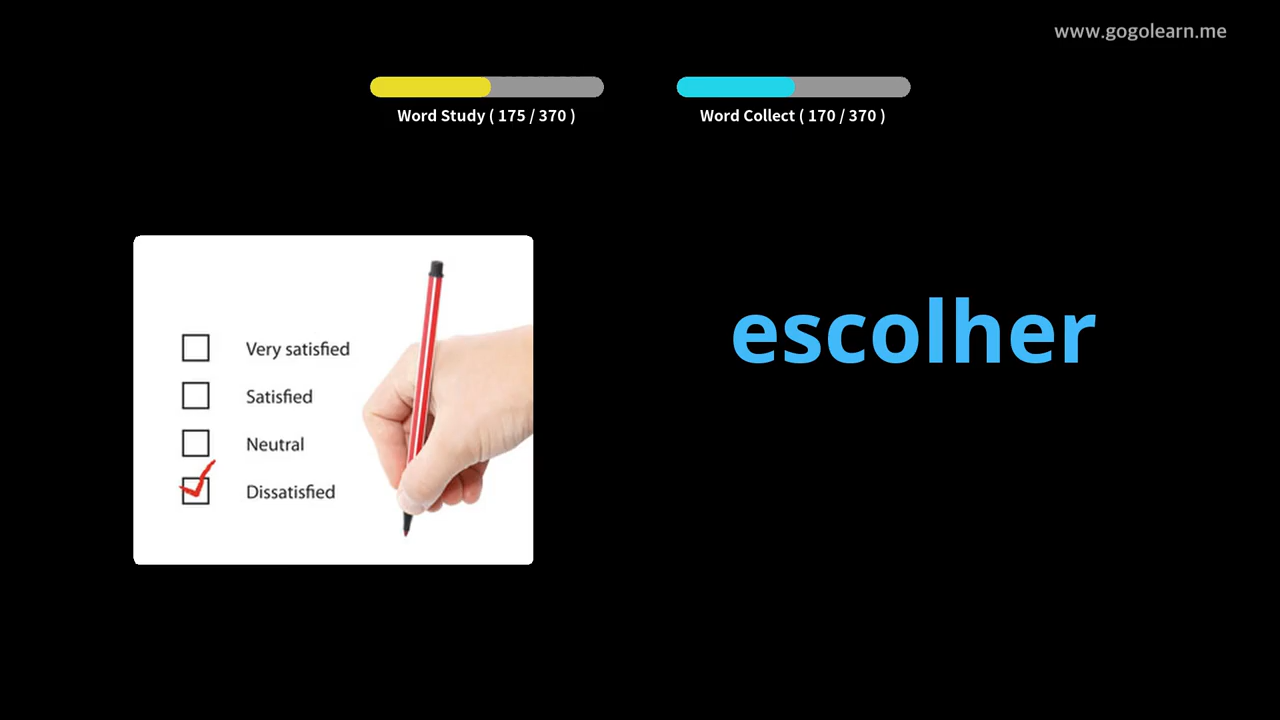 www.gogolearn.me
Word Study ( 175 / 370 )
Word Collect ( 170 / 370 )
Very satisfied
Satisfied
Neutral
Dissatisfied
escolher